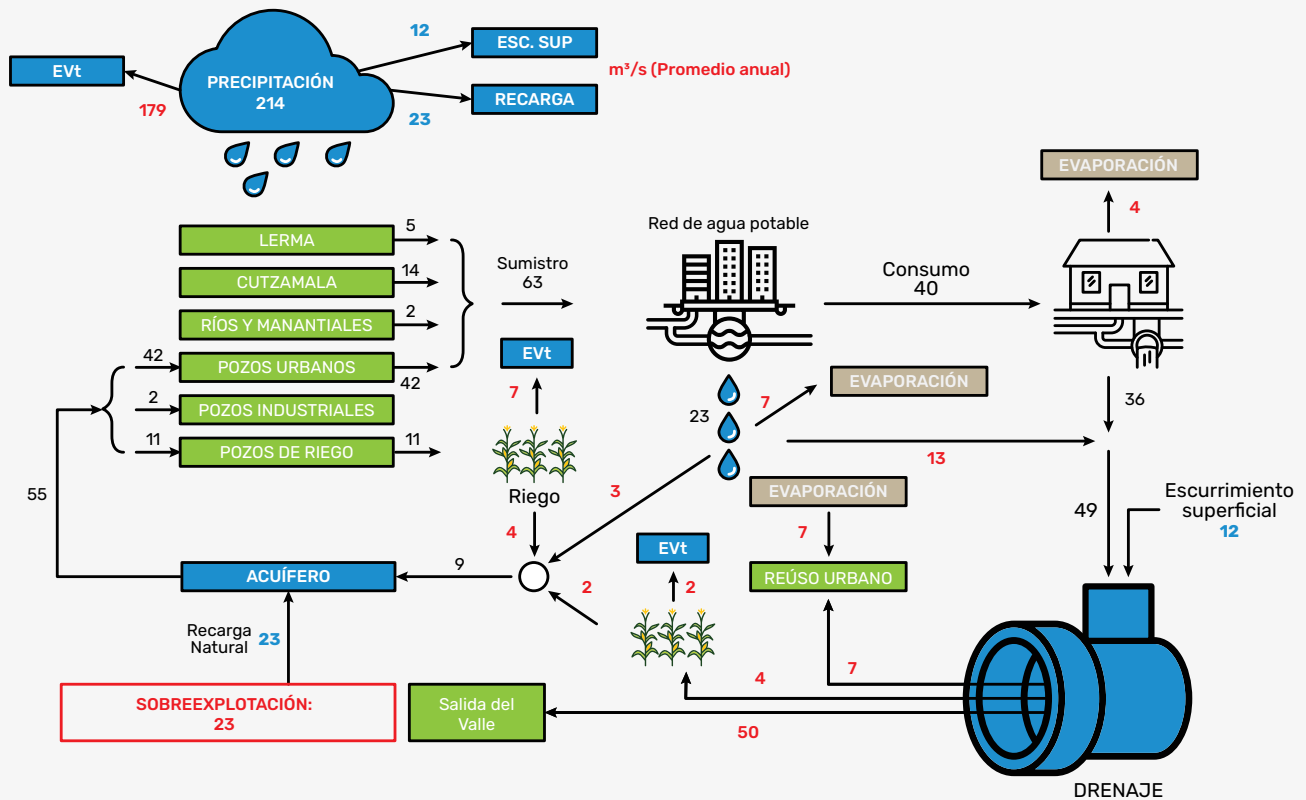 EVt
179
PRECIPITACIÓN
214
12
ESC. SUP
m³/s (Promedio anual)
23
RECARGA
LERMA
5
CUTZAMALA
14
RÍOS Y MANANTIALES
2
42
POZOS URBANOS
42
2
POZOS INDUSTRIALES
11
POZOS DE RIEGO
11
Sumistro
63
EVt
7
Riego
4
Red de agua potable
Consumo
40
EVAPORACIÓN
4
23
7
EVAPORACIÓN
36
13
3
EVAPORACIÓN
7
REÚSO URBANO
49
Escurrimiento
superficial
12
55
ACUÍFERO
9
2
EVt
2
Recarga
Natural
23
SOBREEXPLOTACIÓN:
23
Salida del
Valle
7
4
50
DRENAJE